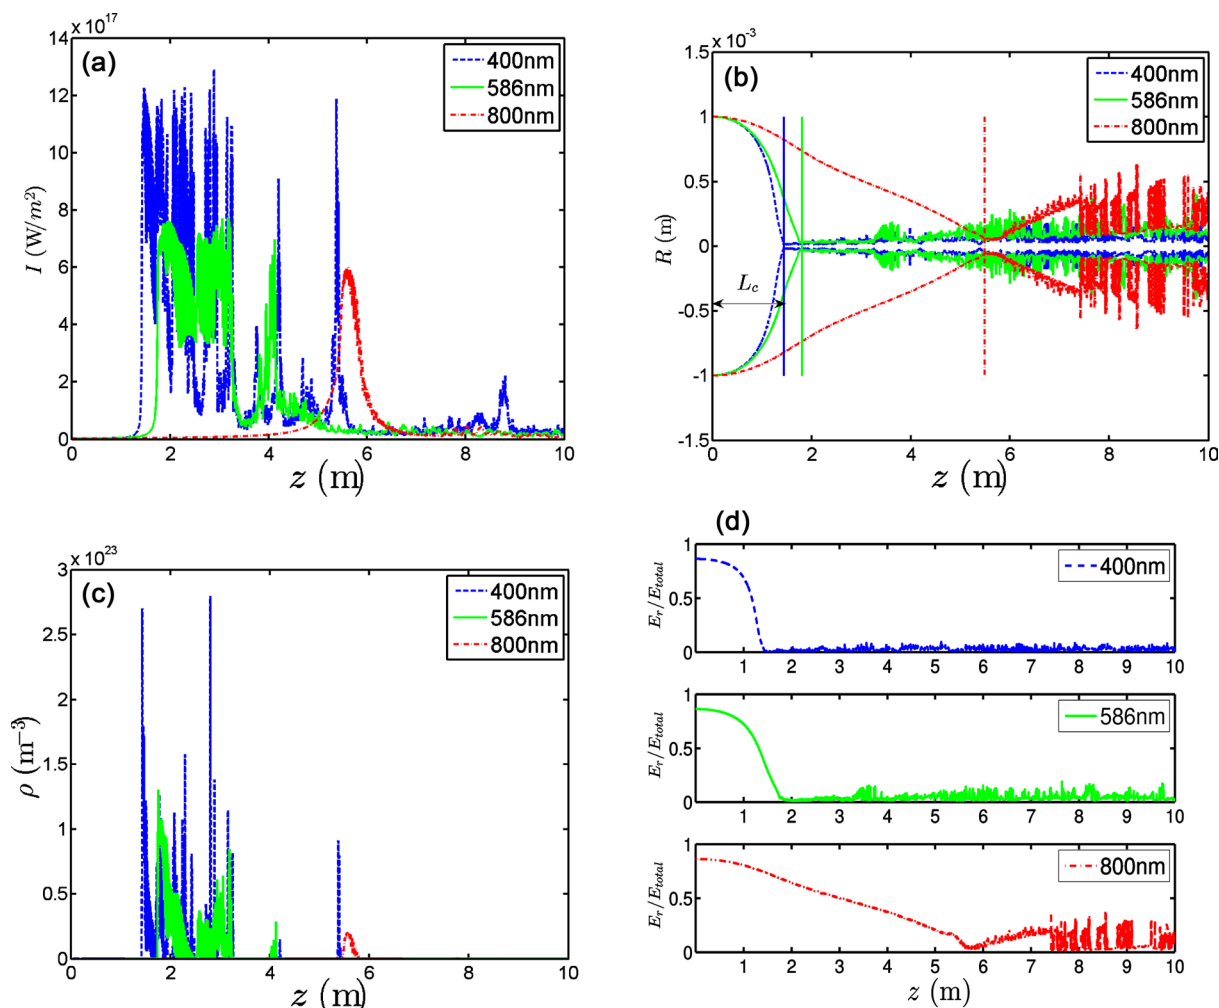 × 10^17
(a)
400nm
586nm
800nm
14
12
10
8
6
4
2
0
I (W/m^2)
2
4
6
8
10
z (m)
× 10^-3
(b)
400nm
586nm
800nm
1.5
1
0.5
0
-0.5
-1
-1.5
R (m)
L_c
0
2
4
6
8
10
z (m)
× 10^23
(c)
400nm
586nm
800nm
3
2.5
2
1.5
1
0.5
0
ρ (m^−3)
0
2
4
6
8
10
z (m)
(d)
400nm
1
0.5
0
E_r/E_total
1 2 3 4 5 6 7 8 9 10
586nm
1
0.5
0
E_r/E_total
1 2 3 4 5 6 7 8 9 10
800nm
1
0.5
0
E_r/E_total
1 2 3 4 5 6 7 8 9 10
z (m)